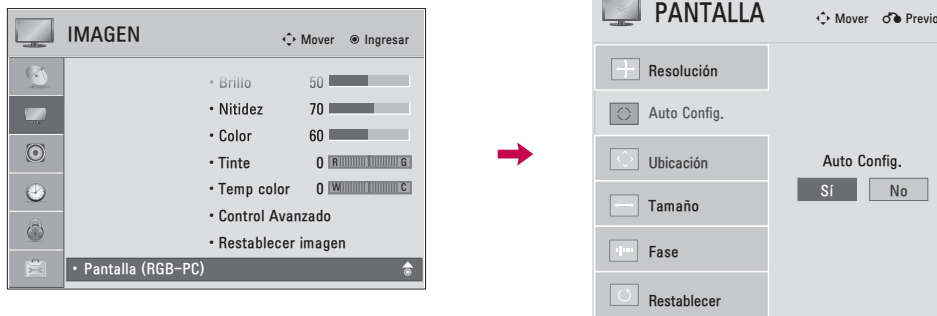 IMAGEN
Mover Ingresar
• Brillo 50
• Nitidez 70
• Color 60
• Tinte 0 R G
• Temp color 0 W C
• Control Avanzado
• Restablecer imagen
• Pantalla (RGB-PC)
PANTALLA
Mover Previo
Resolución
Auto Config.
Ubicación
Tamaño
Fase
Restablecer
Auto Config.
Sí No